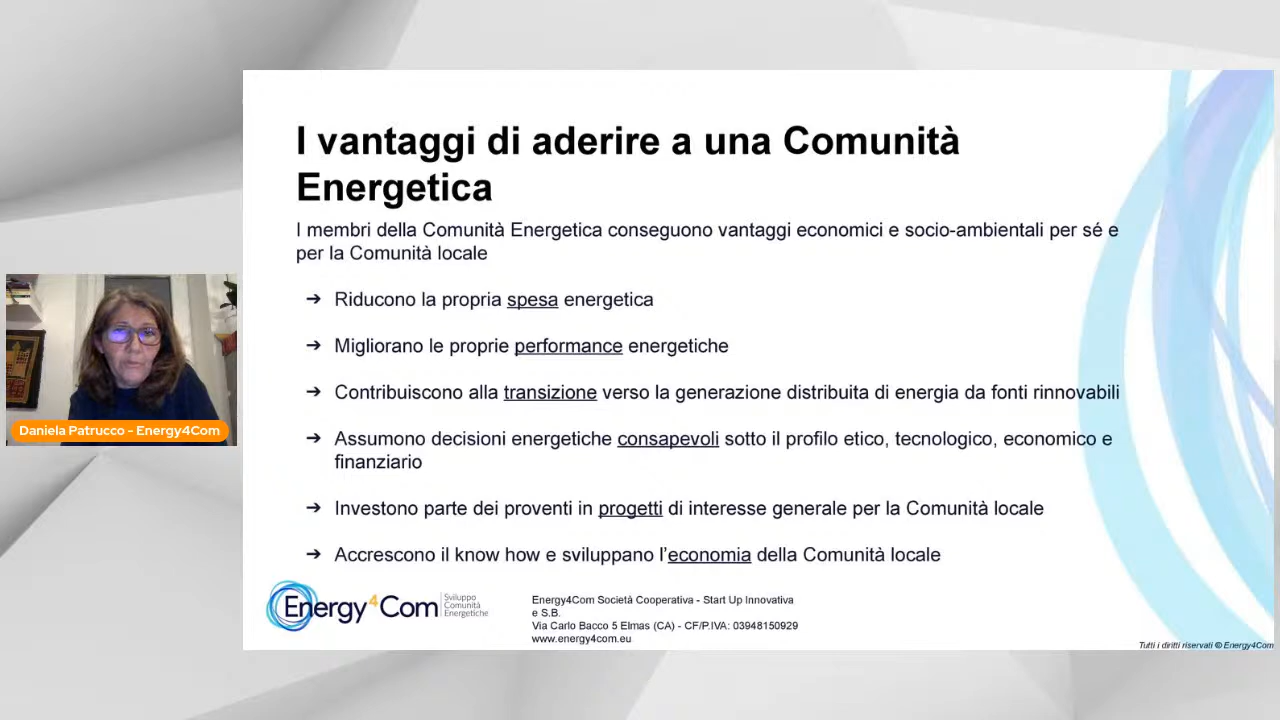 I vantaggi di aderire a una Comunità
Energetica
I membri della Comunità Energetica conseguono vantaggi economici e socio-ambientali per sé e
per la Comunità locale
➔ Riducono la propria spesa energetica
➔ Migliorano le proprie performance energetiche
➔ Contribuiscono alla transizione verso la generazione distribuita di energia da fonti rinnovabili
➔ Assumono decisioni energetiche consapevoli sotto il profilo etico, tecnologico, economico e
finanziario
➔ Investono parte dei proventi in progetti di interesse generale per la Comunità locale
➔ Accrescono il know how e sviluppano l'economia della Comunità locale
Daniela Patrucco - Energy4Com
Energy4Com
Sviluppo
Comunità
Energetiche
Energy4Com Società Cooperativa - Start Up Innovativa
e S.B.
Via Carlo Bacco 5 Elmas (CA) - CF/P.IVA: 03948150929
www.energy4com.eu
Tutti i diritti riservati © Energy4Com